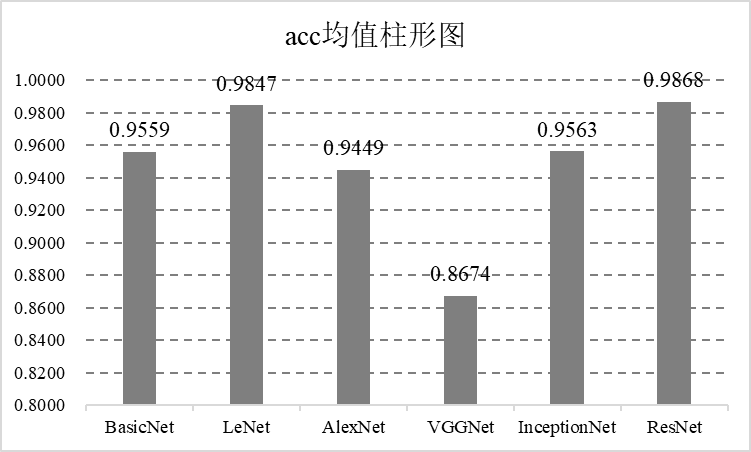 acc均值柱形图
1.0000
0.9800
0.9600
0.9400
0.9200
0.9000
0.8800
0.8600
0.8400
0.8200
0.8000
0.9559
0.9847
0.9449
0.8674
0.9563
0.9868
BasicNet
LeNet
AlexNet
VGGNet
InceptionNet
ResNet